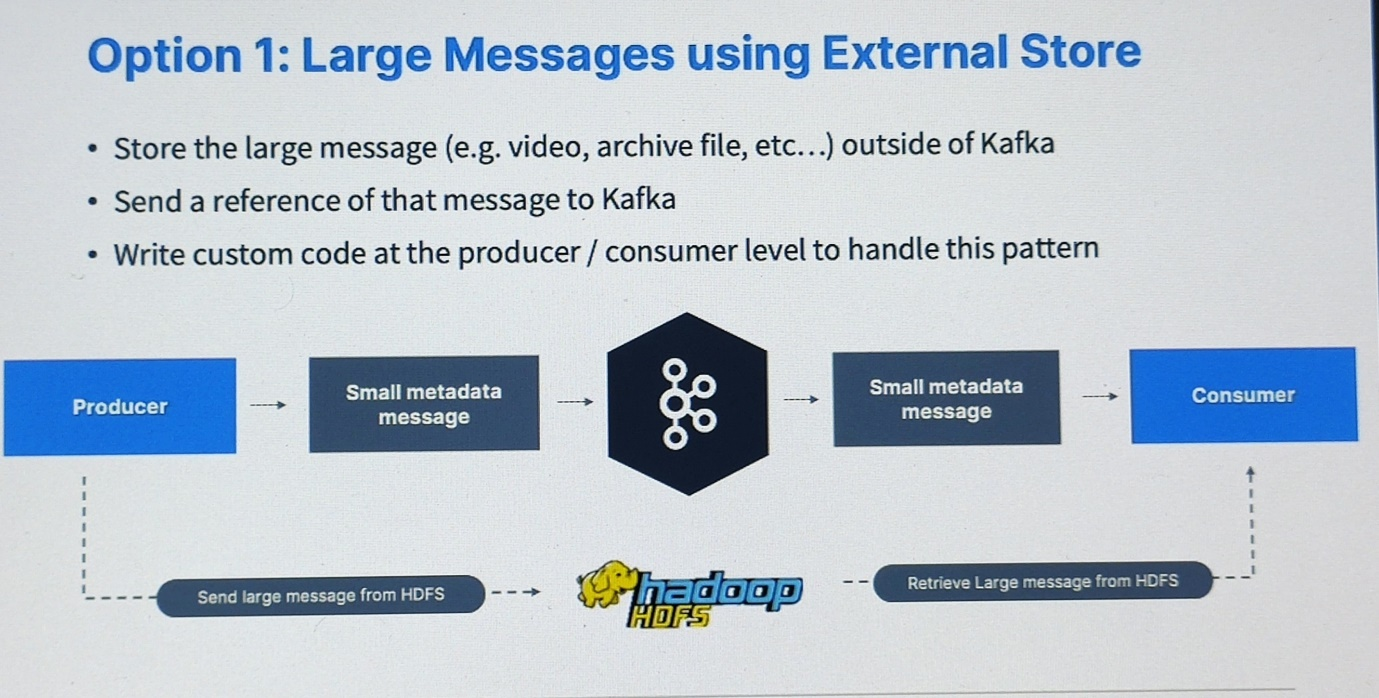 Option 1: Large Messages using External Store
• Store the large message (e.g. video, archive file, etc...) outside of Kafka
• Send a reference of that message to Kafka
• Write custom code at the producer / consumer level to handle this pattern
Producer
Small metadata
message
Small metadata
message
Consumer
Send large message from HDFS
hadoop
HDFS
Retrieve Large message from HDFS